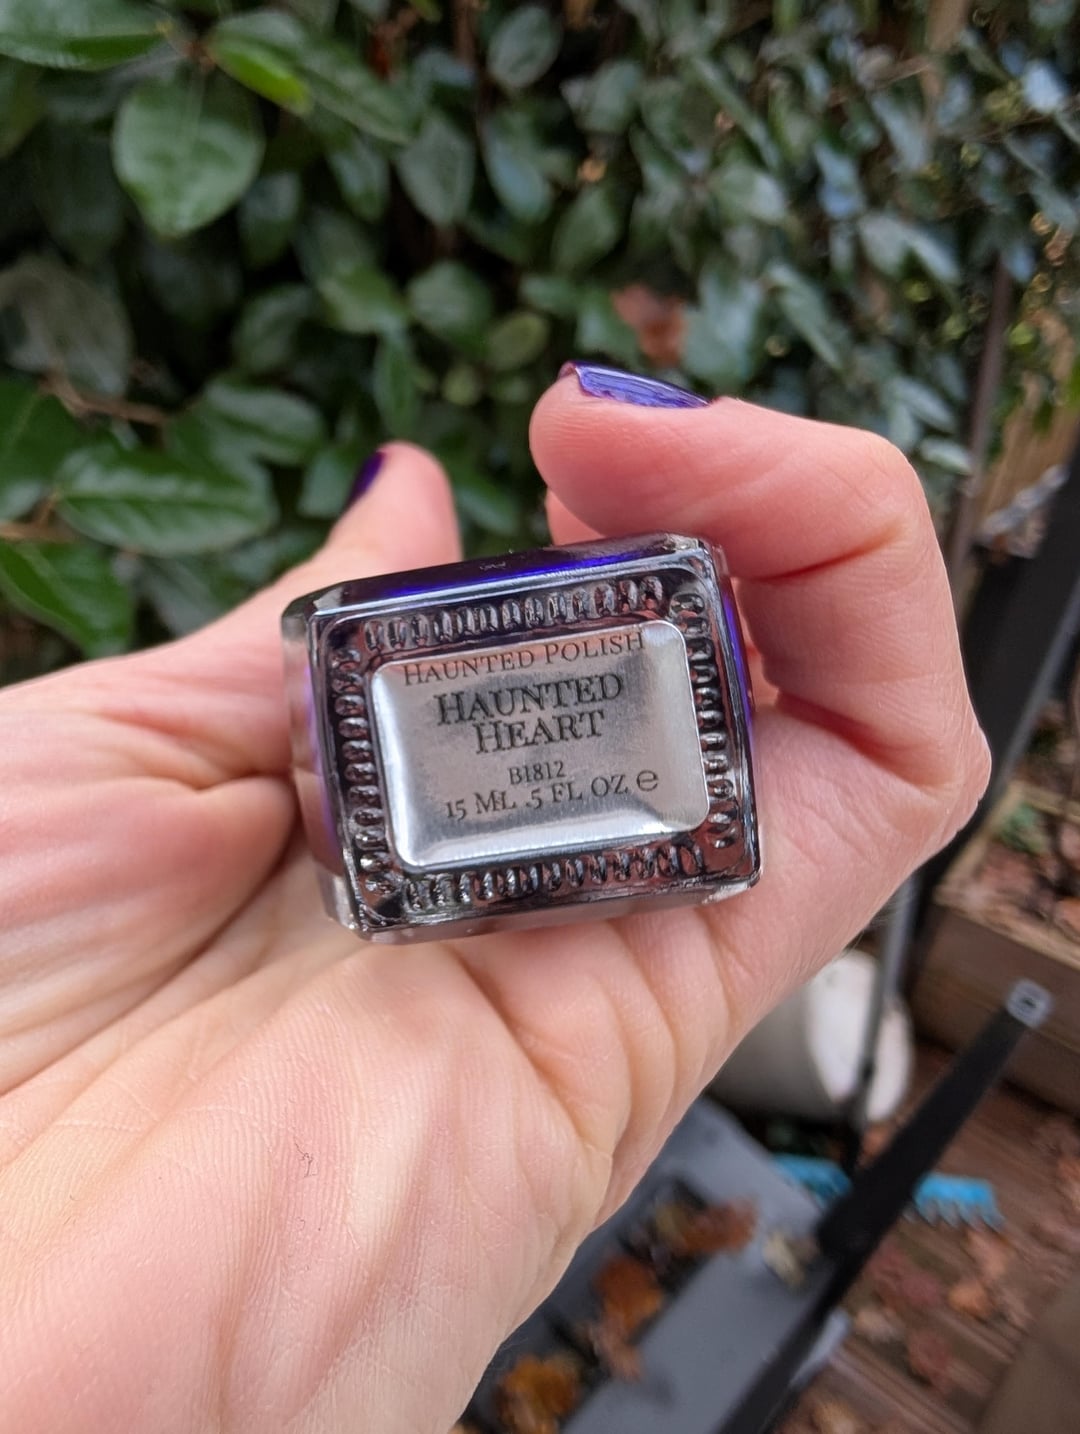 HAUNTED POLISH
HAUNTED
HEART
B1812
15 ML .5 FL OZ ℮